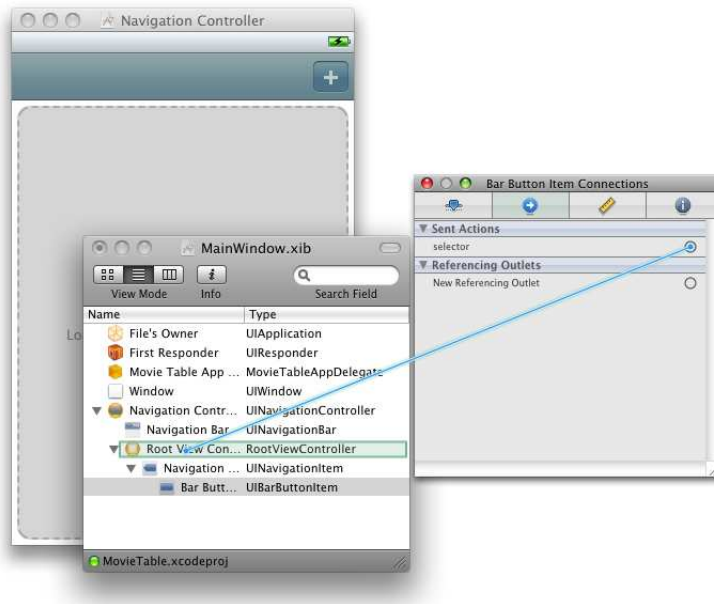 Navigation Controller
+
Lo
MainWindow.xib
View Mode Info Search Field
Name Type
File's Owner UIApplication
First Responder UIResponder
Movie Table App ... MovieTableAppDelegate
Window UIWindow
Navigation Contr... UINavigationController
Navigation Bar UINavigationBar
Root View Con... RootViewController
Navigation ... UINavigationItem
Bar Butt... UIBarButtonItem
MovieTable.xcodeproj
Bar Button Item Connections
Sent Actions
selector
Referencing Outlets
New Referencing Outlet